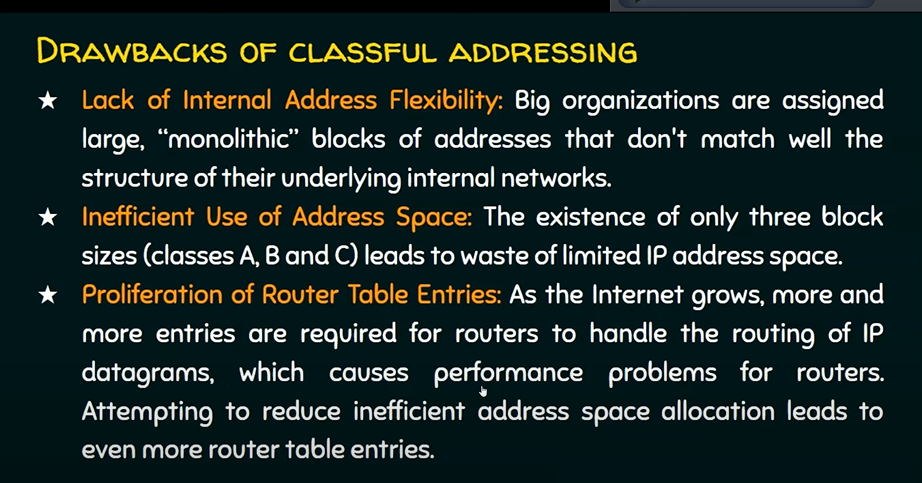 DRAWBACKS OF CLASSFUL ADDRESSING
★ Lack of Internal Address Flexibility: Big organizations are assigned
large, “monolithic” blocks of addresses that don't match well the
structure of their underlying internal networks.
★ Inefficient Use of Address Space: The existence of only three block
sizes (classes A, B and C) leads to waste of limited IP address space.
★ Proliferation of Router Table Entries: As the Internet grows, more and
more entries are required for routers to handle the routing of IP
datagrams, which causes performance problems for routers.
Attempting to reduce inefficient address space allocation leads to
even more router table entries.